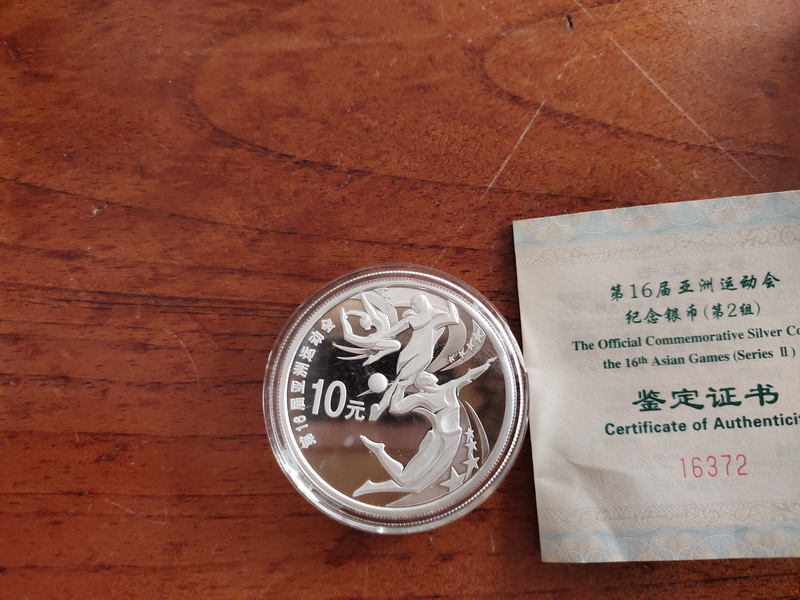 第16届亚洲运动会
10元
第16届亚洲运动会
纪念银币(第2组)
The Official Commemorative Silver Co
the 16th Asian Games (Series Ⅱ)
鉴定证书
Certificate of Authentici
16372